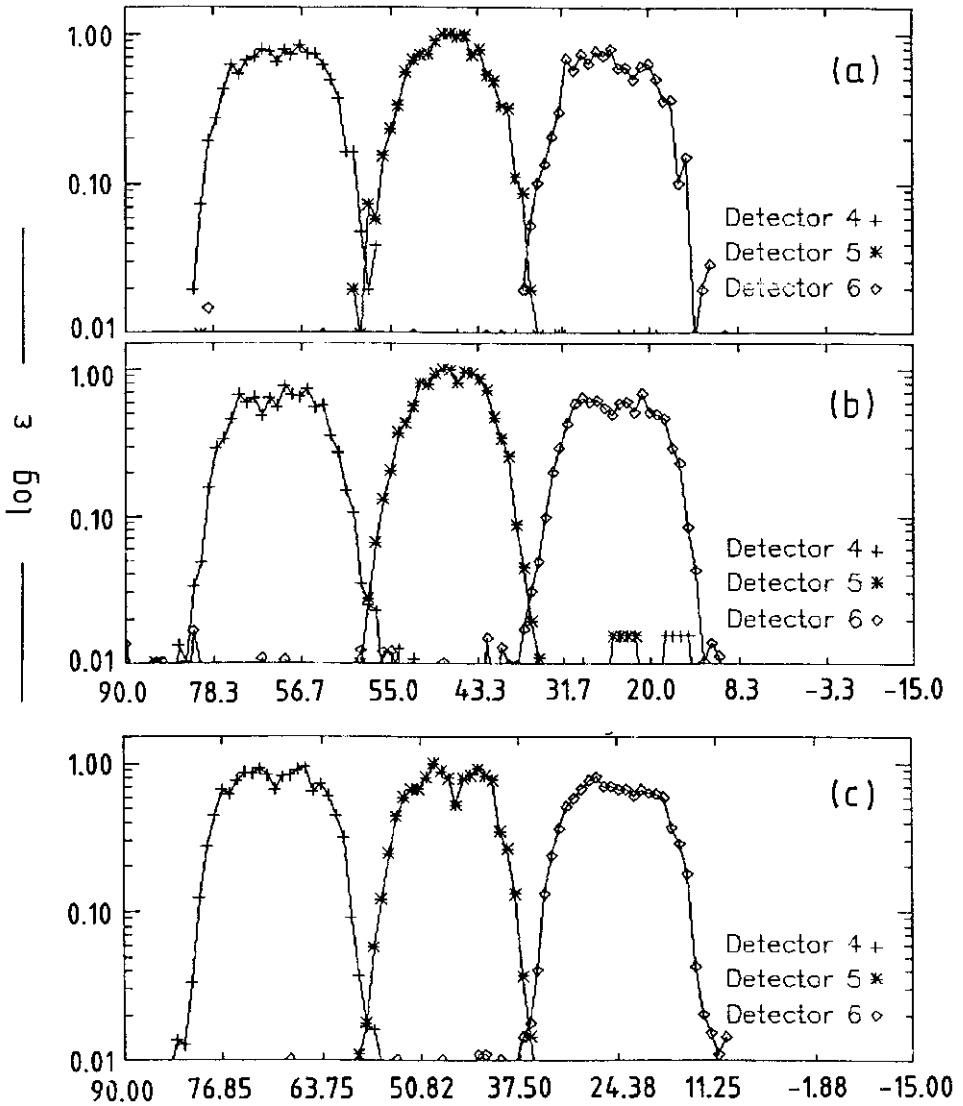 1.00
0.10
0.01
(a)
Detector 4 +
Detector 5 *
Detector 6 ◇
1.00
0.10
0.01
(b)
Detector 4 +
Detector 5 *
Detector 6 ◇
90.0 78.3 56.7 55.0 43.3 31.7 20.0 8.3 -3.3 -15.0
log ε
1.00
0.10
0.01
(c)
Detector 4 +
Detector 5 *
Detector 6 ◇
90.00 76.85 63.75 50.82 37.50 24.38 11.25 -1.88 -15.00